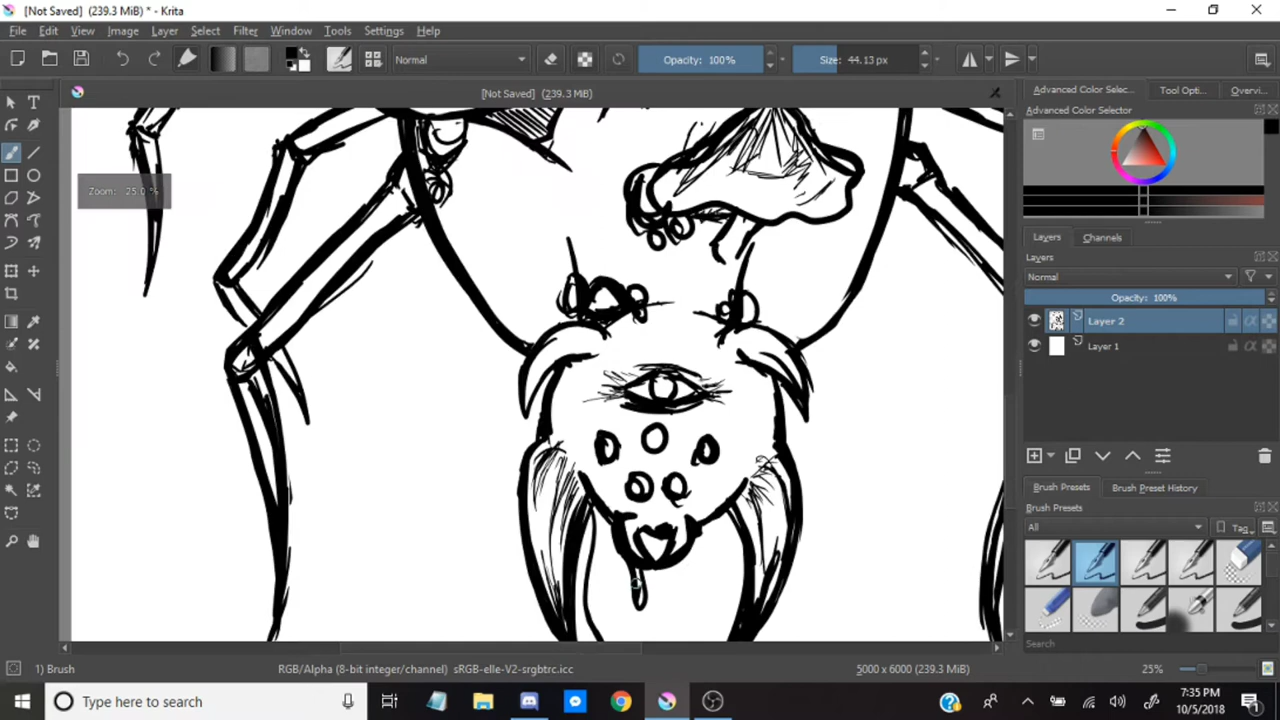 [Not Saved] (239.3 MiB) * - Krita
File Edit View Image Layer Select Filter Window Tools Settings Help
Normal
Opacity: 100%
Size: 44.13 px
[Not Saved] (239.3 MiB)
Zoom: 25.0 %
Advanced Color Selec... Tool Opti... Overvi...
Advanced Color Selector
Layers Channels
Layers
Normal
Opacity: 100%
Layer 2
Layer 1
Brush Presets Brush Preset History
Brush Presets
All
Tag
Search
1) Brush
RGB/Alpha (8-bit integer/channel) sRGB-elle-V2-srgbtrc.icc
5000 x 6000 (239.3 MiB)
25%
Type here to search
7:35 PM
10/5/2018
1